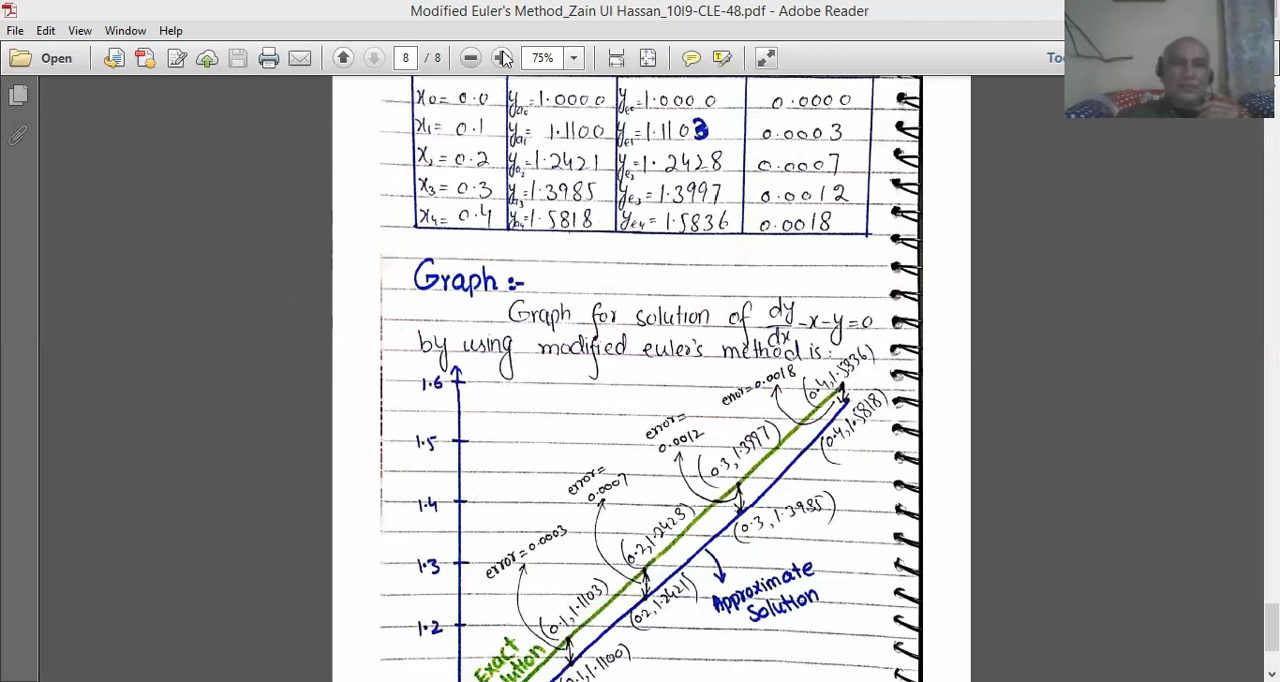 Modified Euler's Method_Zain Ul Hassan_10I9-CLE-48.pdf - Adobe Reader
File Edit View Window Help
Open 8 / 8 75% To
x0 = 0.0 ya0=1.0000 ye0=1.0000 0.0000
x1 = 0.1 ya1= 1.1100 ye1=1.1103 0.0003
x2 = 0.2 ya2=1.2421 ye2=1.2428 0.0007
x3 = 0.3 ya3=1.3985 ye3=1.3997 0.0012
x4 = 0.4 ya4=1.5818 ye4=1.5836 0.0018
Graph :-
Graph for solution of dy/dx -x-y=0
by using modified euler's method is:
1.6 error=0.0018 (0.4,1.5836)
1.5 error=0.0012 (0.3,1.3997) (0.4,1.5818)
1.4 error=0.0007 (0.2,1.2428) (0.3,1.3985)
1.3 error=0.0003 (0.1,1.1103) (0.2,1.2421) Approximate Solution
1.2 Exact (0.1,1.1100)